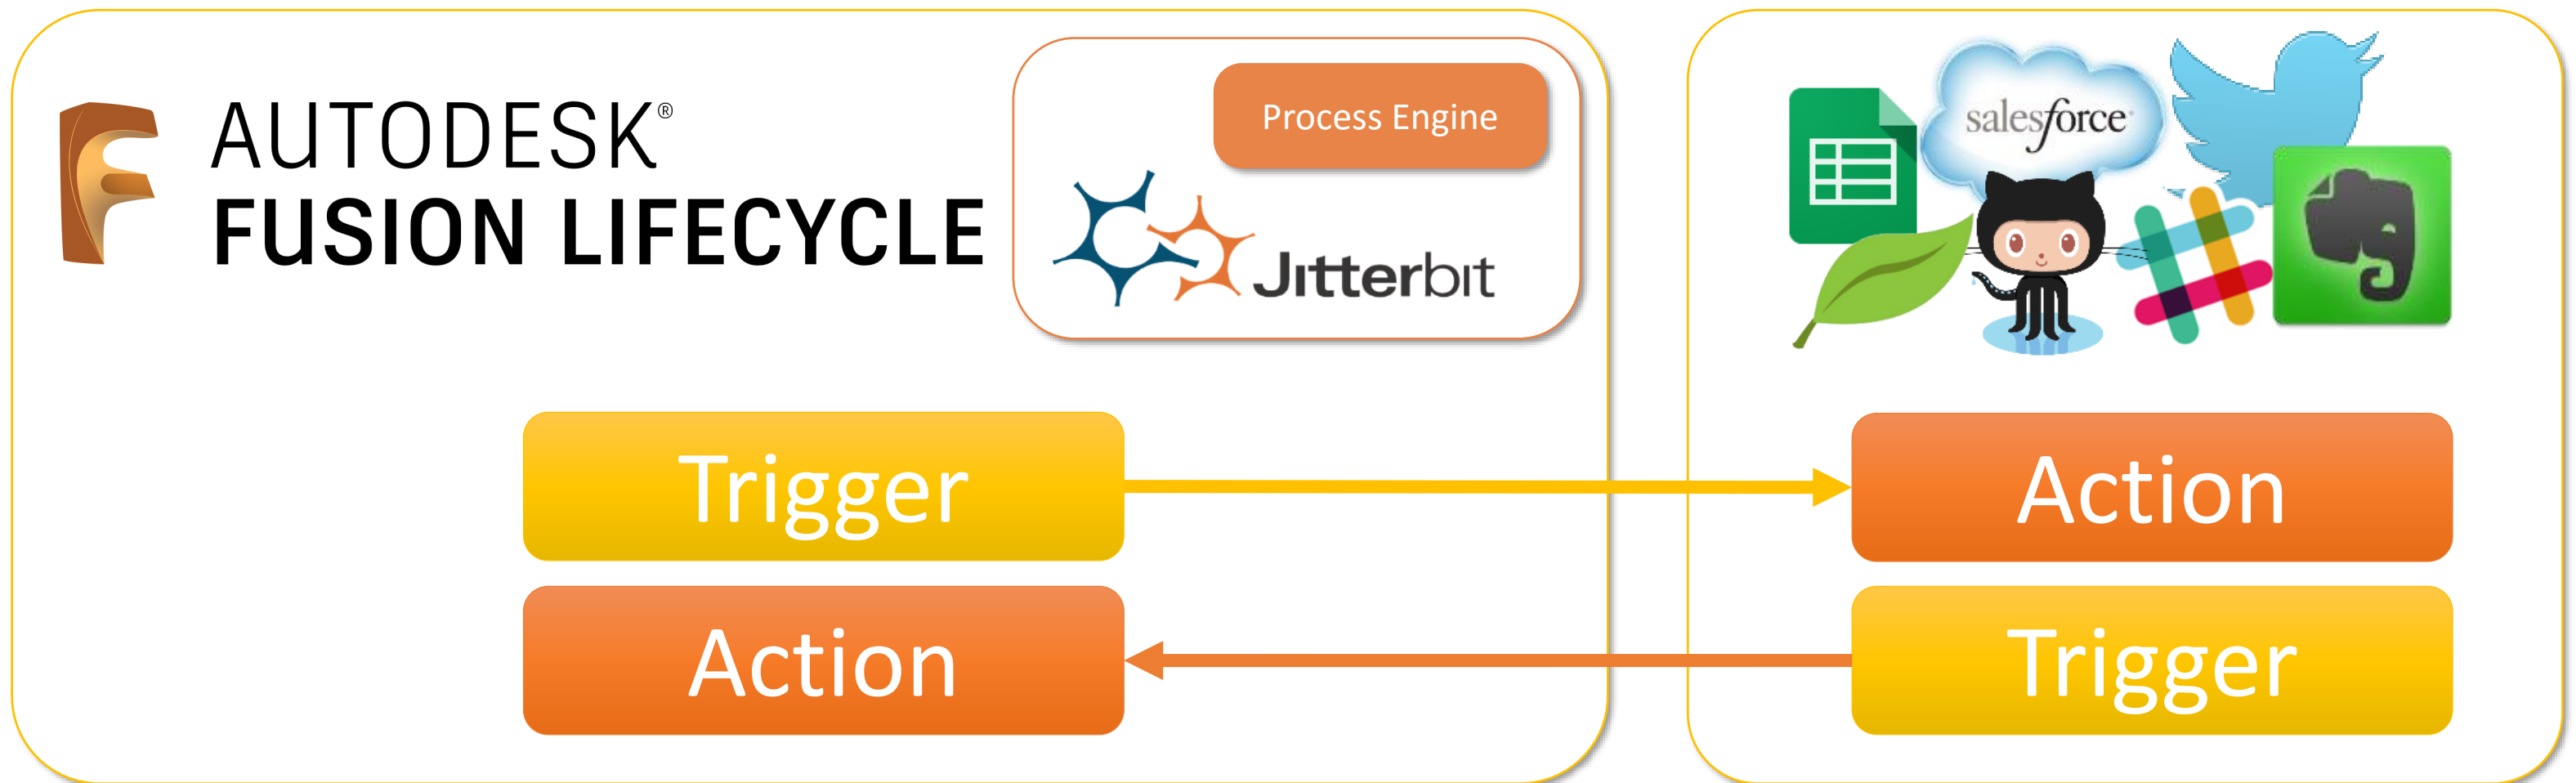 AUTODESK®
FUSION LIFECYCLE
Process Engine
Jitterbit
salesforce
Trigger
Action
Action
Trigger